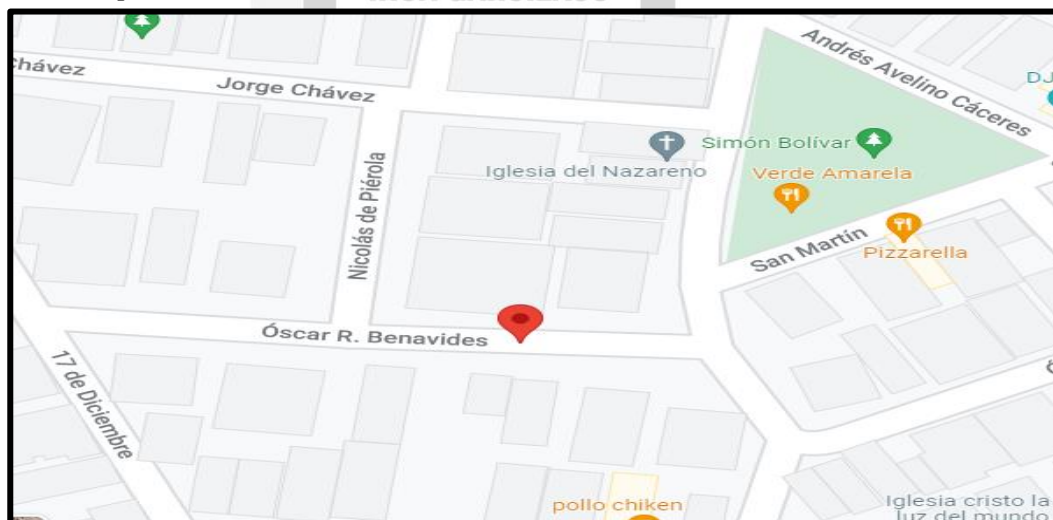 Chávez
Jorge Chávez
Andrés Avelino Cáceres
DJ
Simón Bolívar
Iglesia del Nazareno
Verde Amarela
Nicolás de Piérola
San Martín
Pizzarella
Óscar R. Benavides
17 de Diciembre
pollo chiken
Iglesia cristo la
luz del mundo